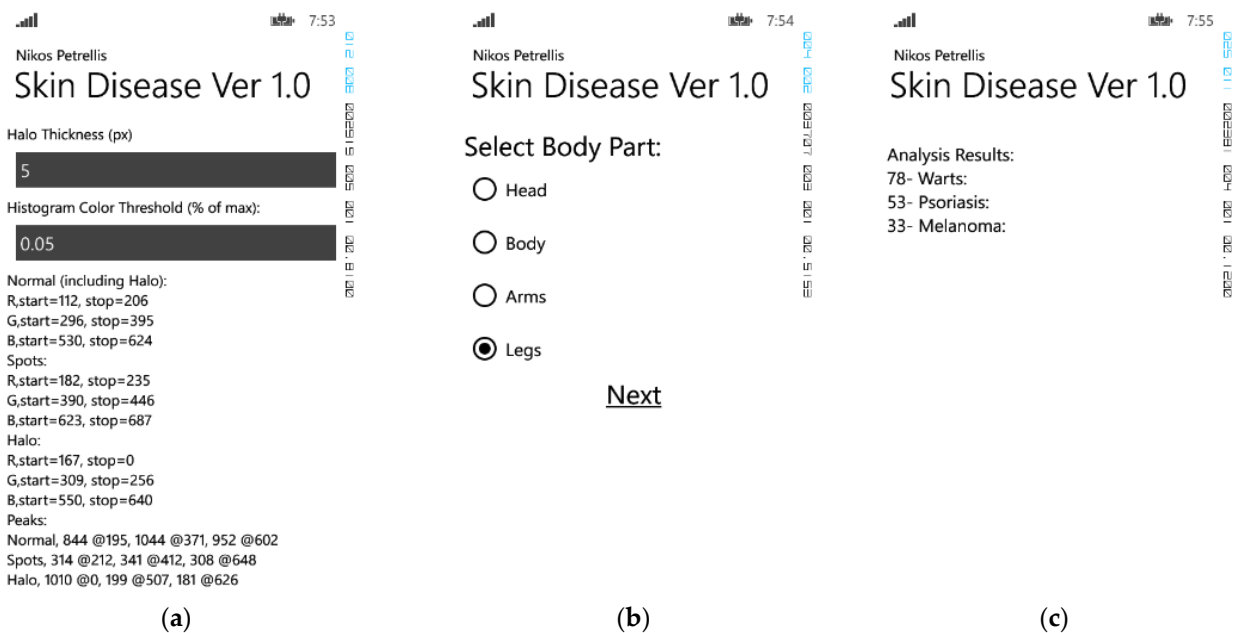 7:53
Nikos Petrellis
Skin Disease Ver 1.0
Halo Thickness (px)
5
Histogram Color Threshold (% of max):
0.05
Normal (including Halo):
R,start=112, stop=206
G,start=296, stop=395
B,start=530, stop=624
Spots:
R,start=182, stop=235
G,start=390, stop=446
B,start=623, stop=687
Halo:
R,start=167, stop=0
G,start=309, stop=256
B,start=550, stop=640
Peaks:
Normal, 844 @195, 1044 @371, 952 @602
Spots, 314 @212, 341 @412, 308 @648
Halo, 1010 @0, 199 @507, 181 @626
(a)
7:54
Nikos Petrellis
Skin Disease Ver 1.0
Select Body Part:
Head
Body
Arms
Legs
Next
(b)
7:55
Nikos Petrellis
Skin Disease Ver 1.0
Analysis Results:
78- Warts:
53- Psoriasis:
33- Melanoma:
(c)